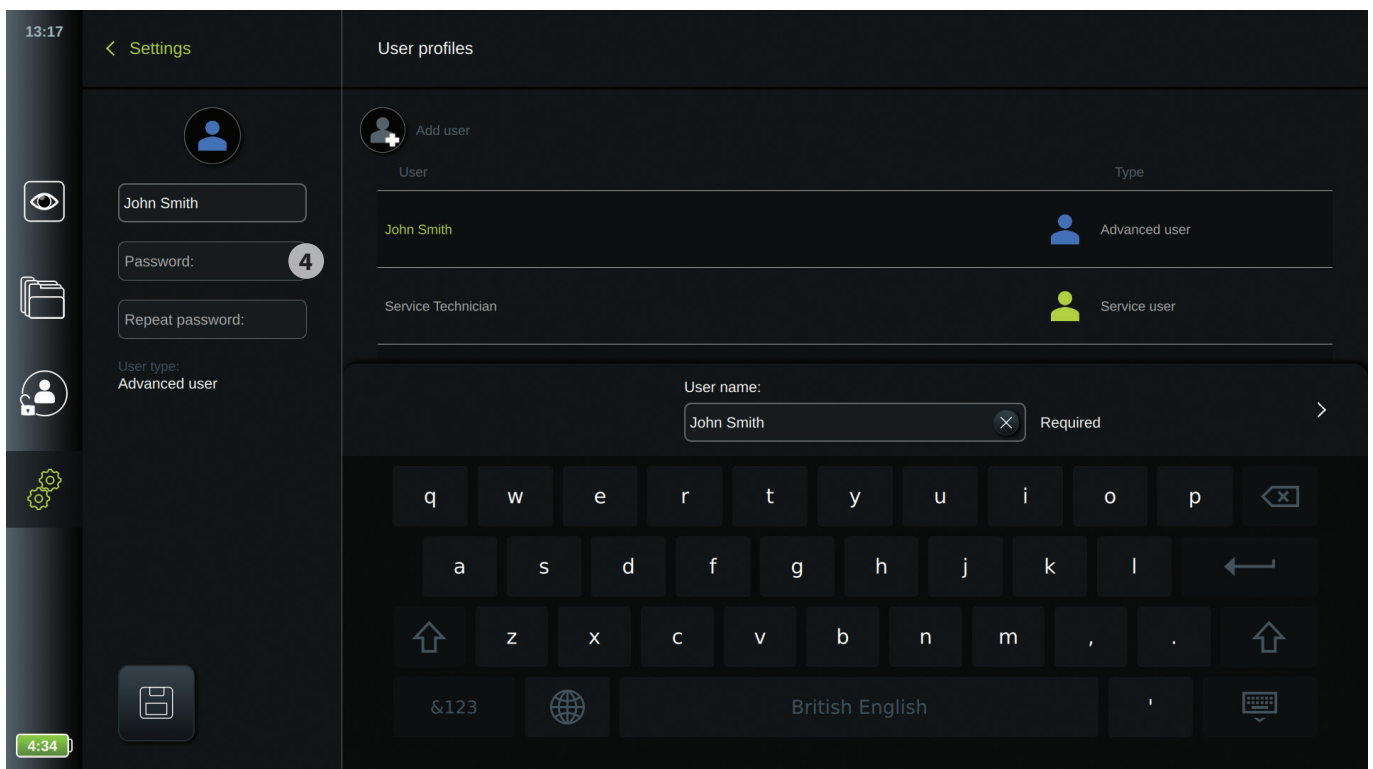 13:17
Settings
User profiles
Add user
User Type
John Smith
John Smith Advanced user
Password: 4
Service Technician Service user
Repeat password:
User type:
Advanced user
User name:
John Smith Required
q w e r t y u i o p
a s d f g h j k l
z x c v b n m , .
&123 British English '
4:34